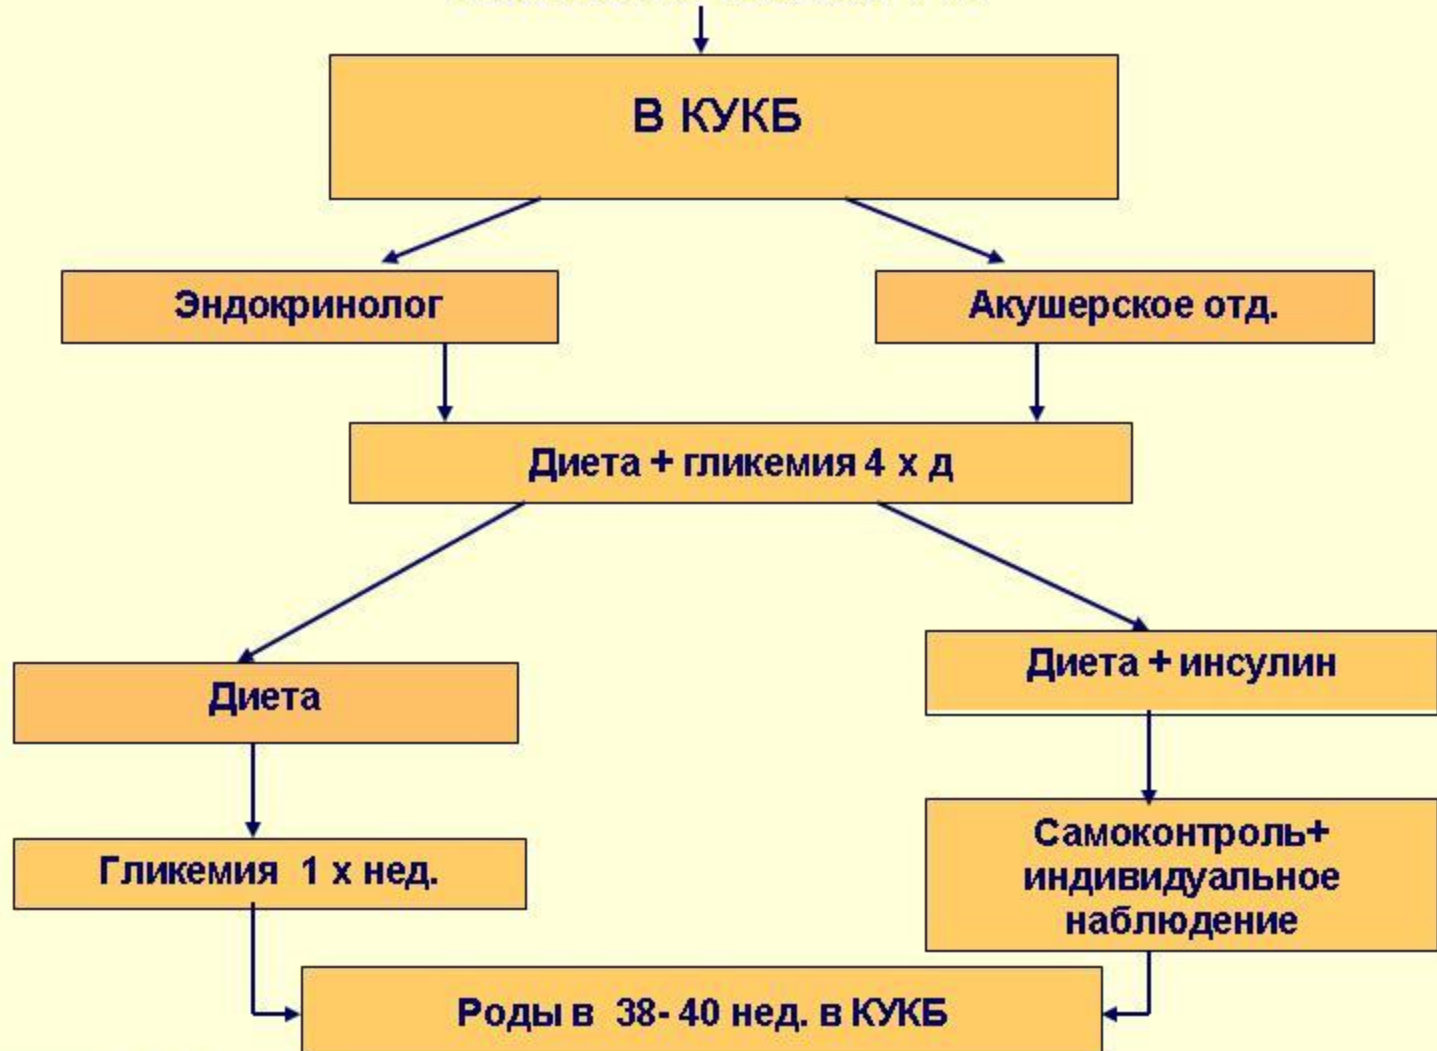 В КУКБ
Эндокринолог
Акушерское отд.
Диета + гликемия 4 х д
Диета
Диета + инсулин
Гликемия 1 х нед.
Самоконтроль+
индивидуальное
наблюдение
Роды в 38- 40 нед. в КУКБ